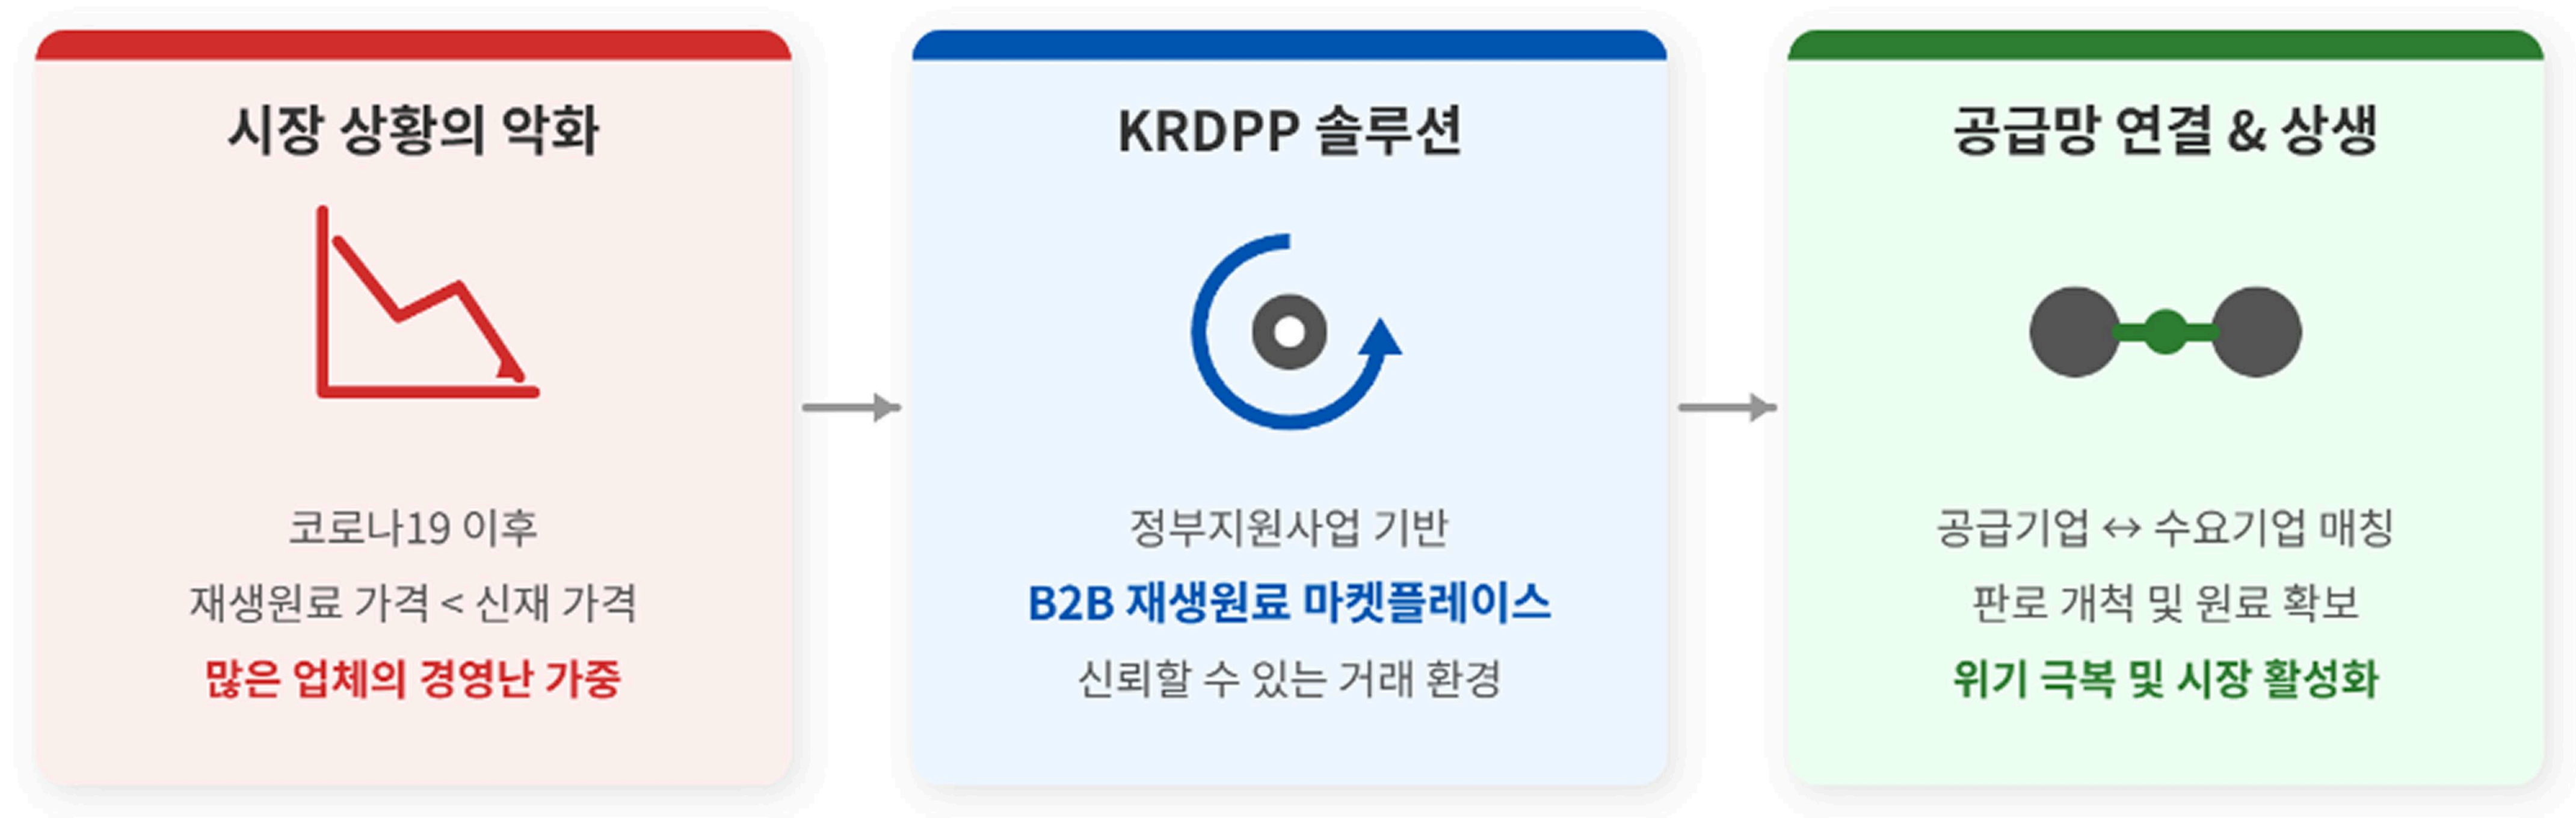 시장 상황의 악화
코로나19 이후
재생원료 가격 < 신재 가격
많은 업체의 경영난 가중
KRDPP 솔루션
정부지원사업 기반
B2B 재생원료 마켓플레이스
신뢰할 수 있는 거래 환경
공급망 연결 & 상생
공급기업 ↔ 수요기업 매칭
판로 개척 및 원료 확보
위기 극복 및 시장 활성화